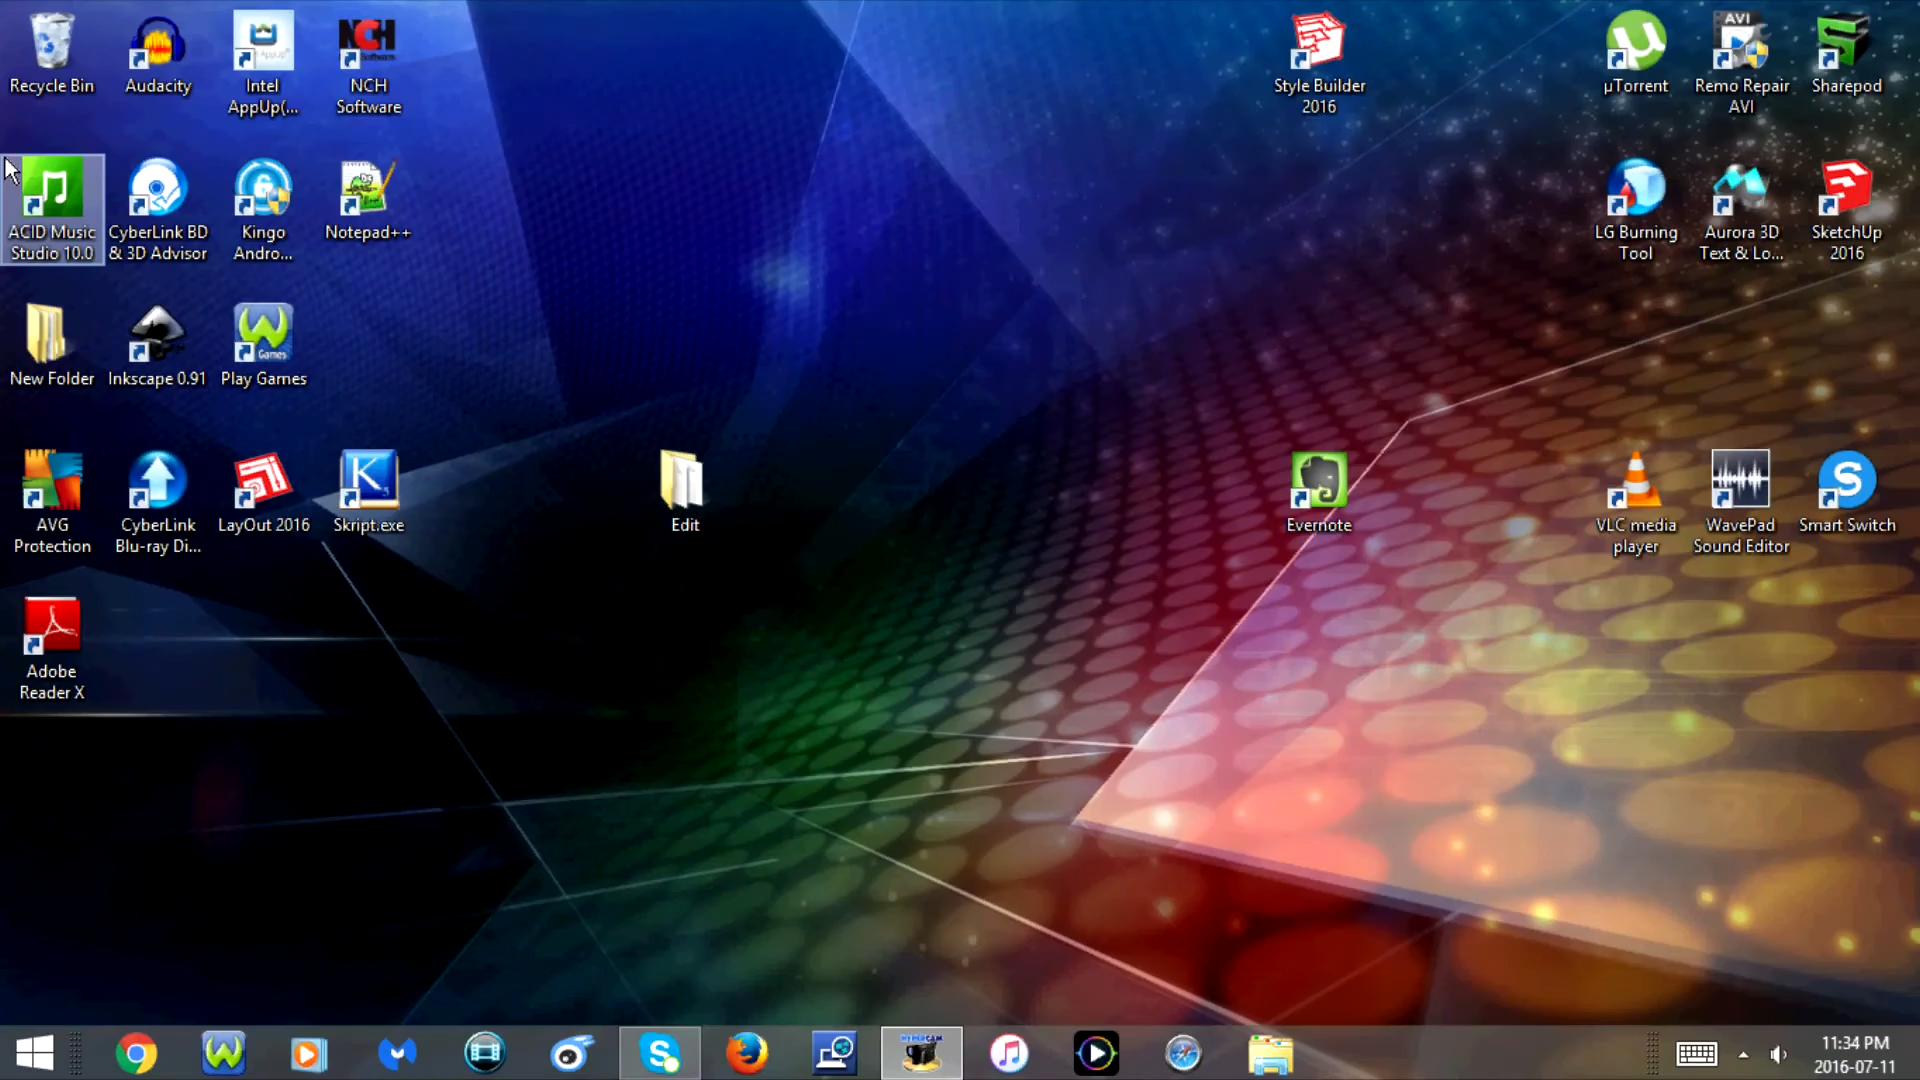 Recycle Bin
Audacity
Intel
AppUp(...
NCH
Software
Style Builder
2016
µTorrent
AVI
Remo Repair
AVI
Sharepod
ACID Music
Studio 10.0
CyberLink BD
& 3D Advisor
Kingo
Andro...
Notepad++
LG Burning
Tool
Aurora 3D
Text & Lo...
SketchUp
2016
New Folder
Inkscape 0.91
Games
Play Games
AVG
Protection
CyberLink
Blu-ray Di...
LayOut 2016
K
Skript.exe
Edit
Evernote
VLC media
player
WavePad
Sound Editor
S
Smart Switch
Adobe
Reader X
HYPERCAM
11:34 PM
2016-07-11